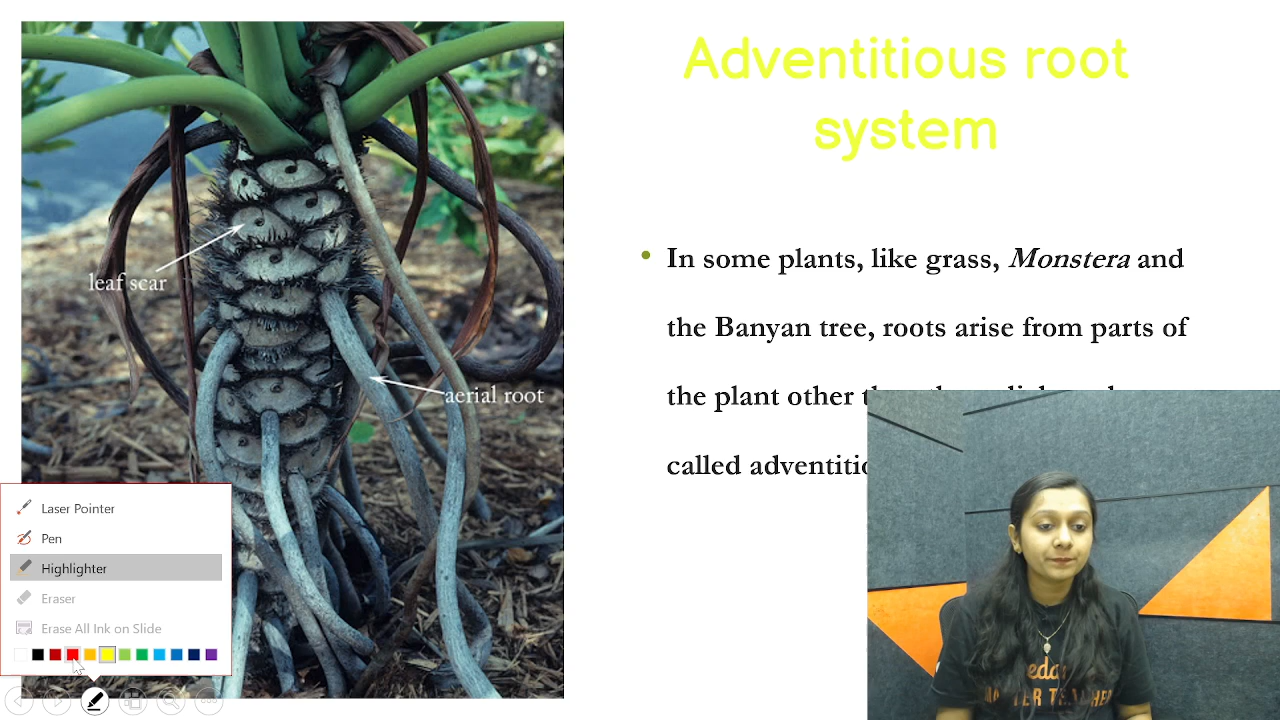 Adventitious root
system
leaf scar
aerial root
• In some plants, like grass, Monstera and
the Banyan tree, roots arise from parts of
the plant other
called
Laser Pointer
Pen
Highlighter
Eraser
Erase All Ink on Slide